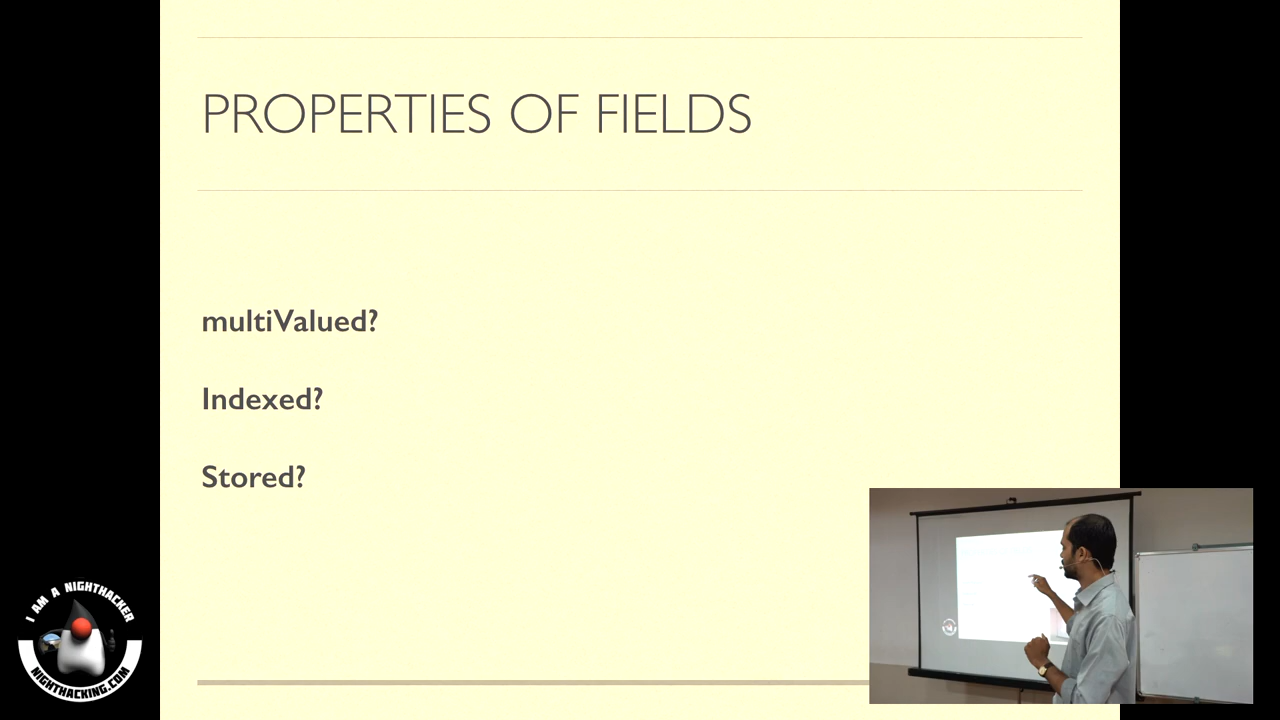 PROPERTIES OF FIELDS
multiValued?
Indexed?
Stored?
I AM A NIGHTHACKER
NIGHTHACKING.COM